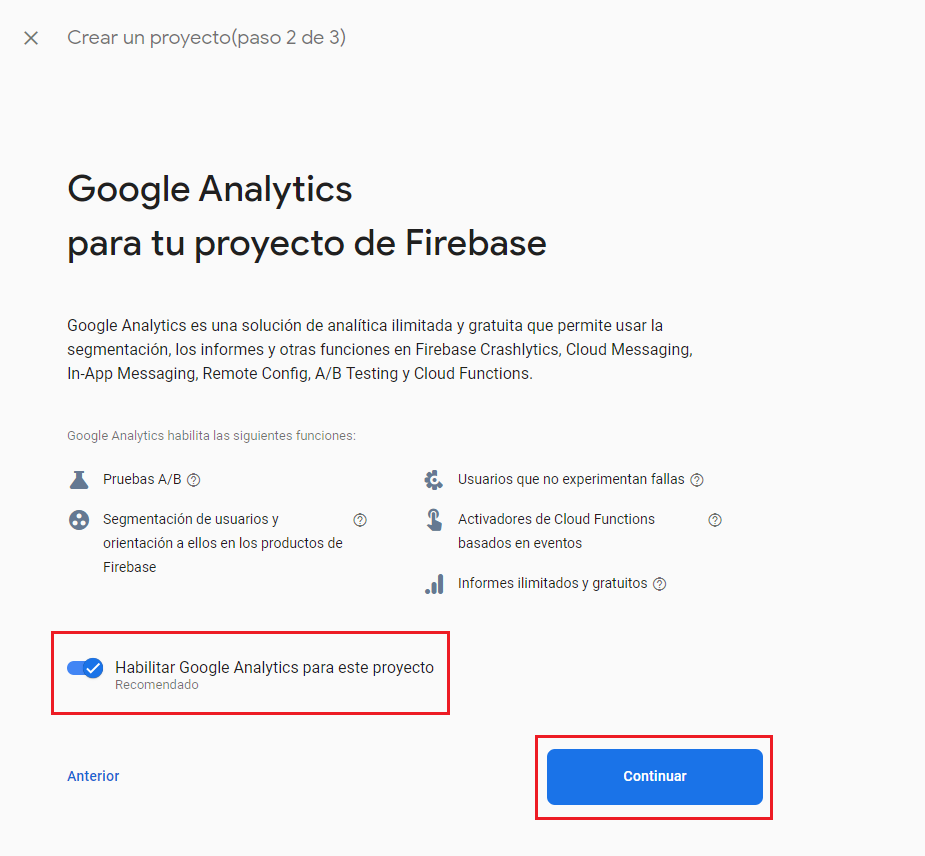 Crear un proyecto(paso 2 de 3)
Google Analytics
para tu proyecto de Firebase
Google Analytics es una solución de analítica ilimitada y gratuita que permite usar la
segmentación, los informes y otras funciones en Firebase Crashlytics, Cloud Messaging,
In-App Messaging, Remote Config, A/B Testing y Cloud Functions.
Google Analytics habilita las siguientes funciones:
Pruebas A/B
Segmentación de usuarios y
orientación a ellos en los productos de
Firebase
Usuarios que no experimentan fallas
Activadores de Cloud Functions
basados en eventos
Informes ilimitados y gratuitos
Habilitar Google Analytics para este proyecto
Recomendado
Anterior
Continuar